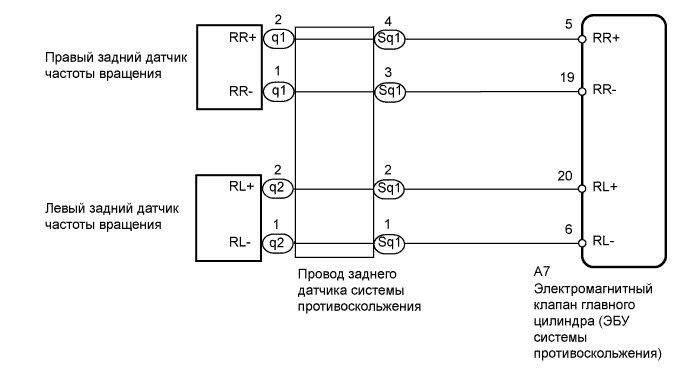 2 4 5
RR+ q1 Sq1 RR+
Правый задний датчик
частоты вращения
1 3 19
RR- q1 Sq1 RR-
2 2 20
RL+ q2 Sq1 RL+
Левый задний датчик
частоты вращения
1 1 6
RL- q2 Sq1 RL-
Провод заднего
датчика системы
противоскольжения
A7
Электромагнитный
клапан главного
цилиндра (ЭБУ
системы
противоскольжения)